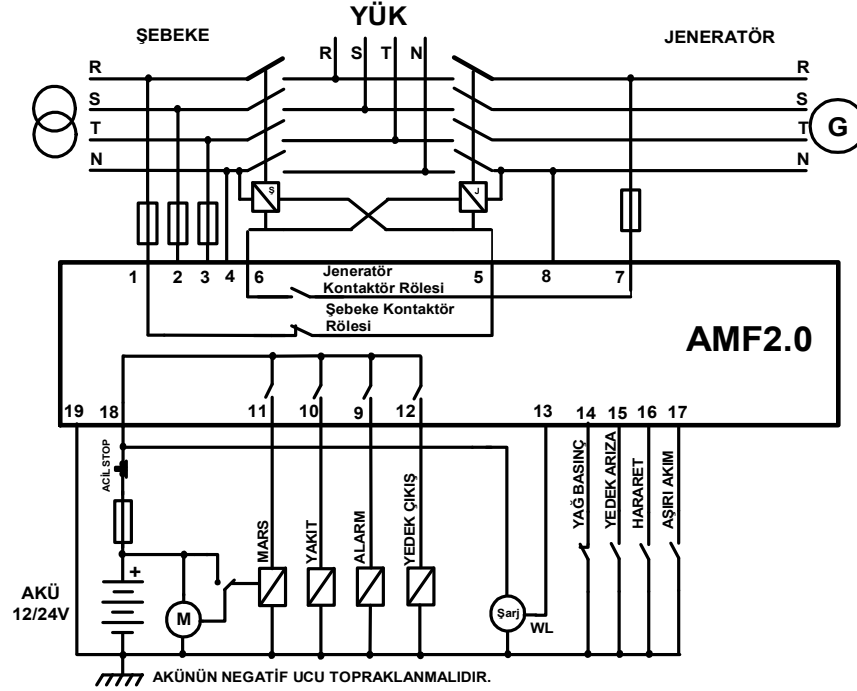 YÜK
ŞEBEKE
JENERATÖR
R S T N
R
S
T
N
R
S
T
N
G
Ş
J
1 2 3 4 6 5 8 7
Jeneratör
Kontaktör Rölesi
Şebeke Kontaktör
Rölesi
AMF2.0
19 18 11 10 9 12 13 14 15 16 17
ACİL STOP
MARS
YAKIT
ALARM
YEDEK ÇIKIŞ
YAĞ BASINÇ
YEDEK ARIZA
HARARET
AŞIRI AKIM
AKÜ
12/24V
+
M
Şarj
WL
AKÜNÜN NEGATİF UCU TOPRAKLANMALIDIR.